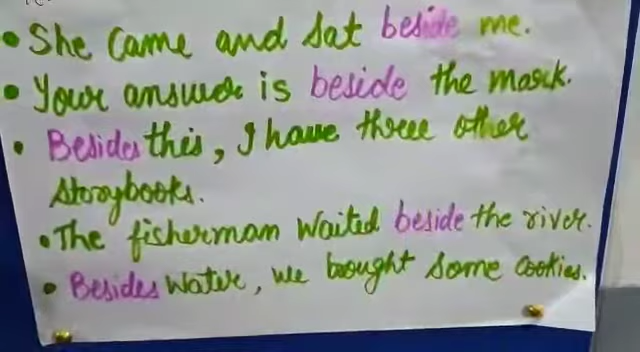 • She came and sat beside me.
• Your answer is beside the mark.
• Besides this, I have three other
storybooks.
• The fisherman waited beside the river.
• Besides water, we bought some cookies.